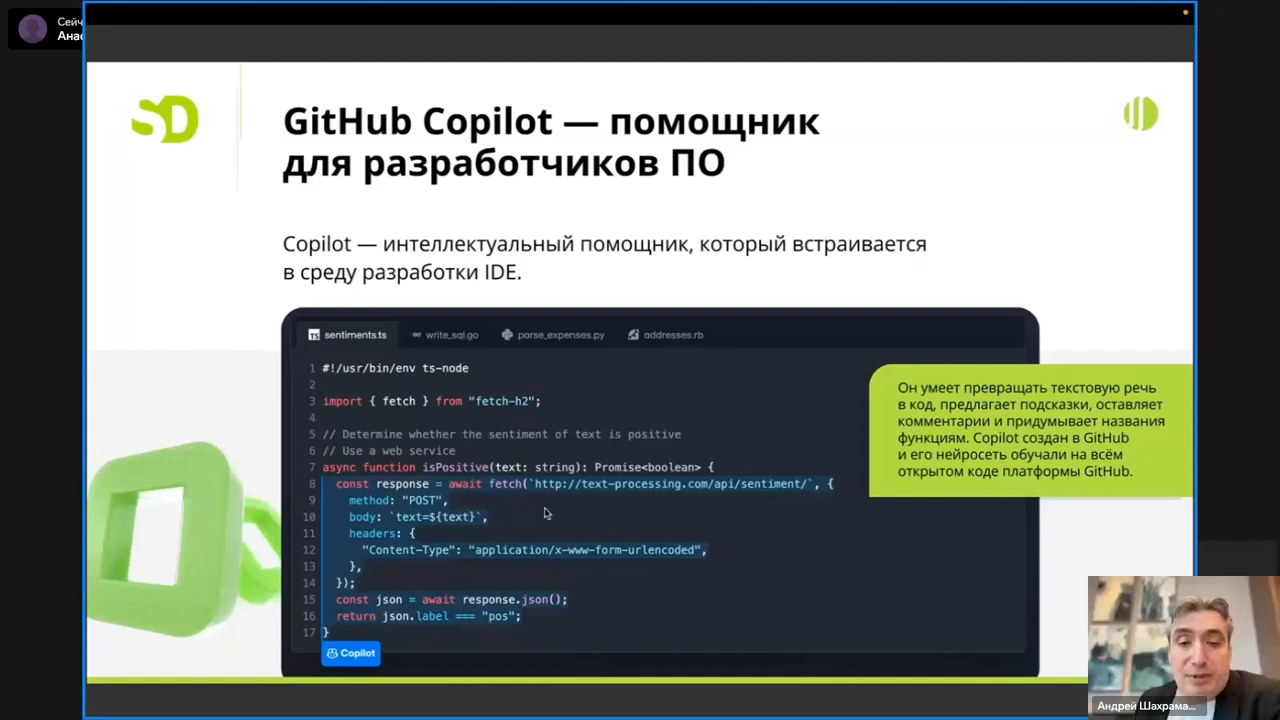 Сейч
Анас
SD
GitHub Copilot — помощник
для разработчиков ПО
Copilot — интеллектуальный помощник, который встраивается
в среду разработки IDE.
TS sentiments.ts write_sql.go parse_expenses.py addresses.rb
1 #!/usr/bin/env ts-node
2
3 import { fetch } from "fetch-h2";
4
5 // Determine whether the sentiment of text is positive
6 // Use a web service
7 async function isPositive(text: string): Promise<boolean> {
8 const response = await fetch(`http://text-processing.com/api/sentiment/`, {
9 method: "POST",
10 body: `text=${text}`,
11 headers: {
12 "Content-Type": "application/x-www-form-urlencoded",
13 },
14 });
15 const json = await response.json();
16 return json.label === "pos";
17 }
Copilot
Он умеет превращать текстовую речь
в код, предлагает подсказки, оставляет
комментарии и придумывает названия
функциям. Copilot создан в GitHub
и его нейросеть обучали на всём
открытом коде платформы GitHub.
Андрей Шахрама...